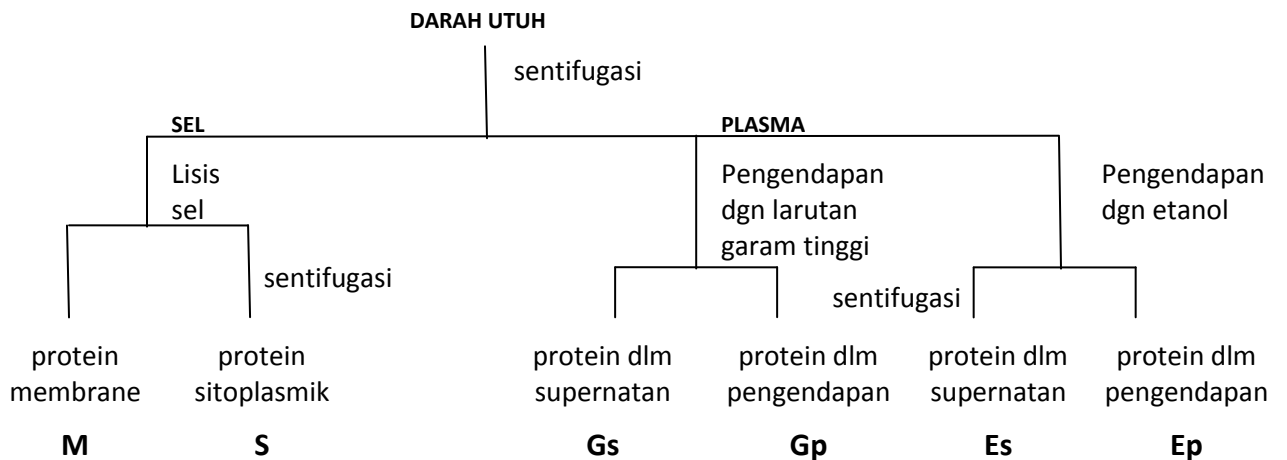 DARAH UTUH
sentifugasi
SEL
PLASMA
Lisis
sel
Pengendapan
dgn larutan
garam tinggi
Pengendapan
dgn etanol
sentifugasi
sentifugasi
protein
membrane
protein
sitoplasmik
protein dlm
supernatan
protein dlm
pengendapan
protein dlm
supernatan
protein dlm
pengendapan
M
S
Gs
Gp
Es
Ep